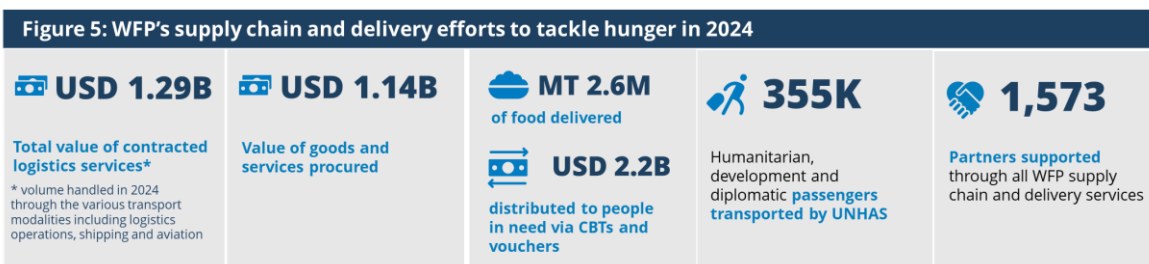 Figure 5: WFP's supply chain and delivery efforts to tackle hunger in 2024
USD 1.29B
Total value of contracted
logistics services*
* volume handled in 2024
through the various transport
modalities including logistics
operations, shipping and aviation
USD 1.14B
Value of goods and
services procured
MT 2.6M
of food delivered
USD 2.2B
distributed to people
in need via CBTs and
vouchers
355K
Humanitarian,
development and
diplomatic passengers
transported by UNHAS
1,573
Partners supported
through all WFP supply
chain and delivery services